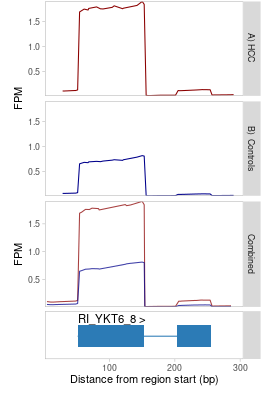 1.5
1.0
0.5
A) HCC
FPM
1.5
1.0
0.5
B) Controls
1.5
1.0
0.5
FPM
Combined
RI_YKT6_8 >
100
200
300
Distance from region start (bp)